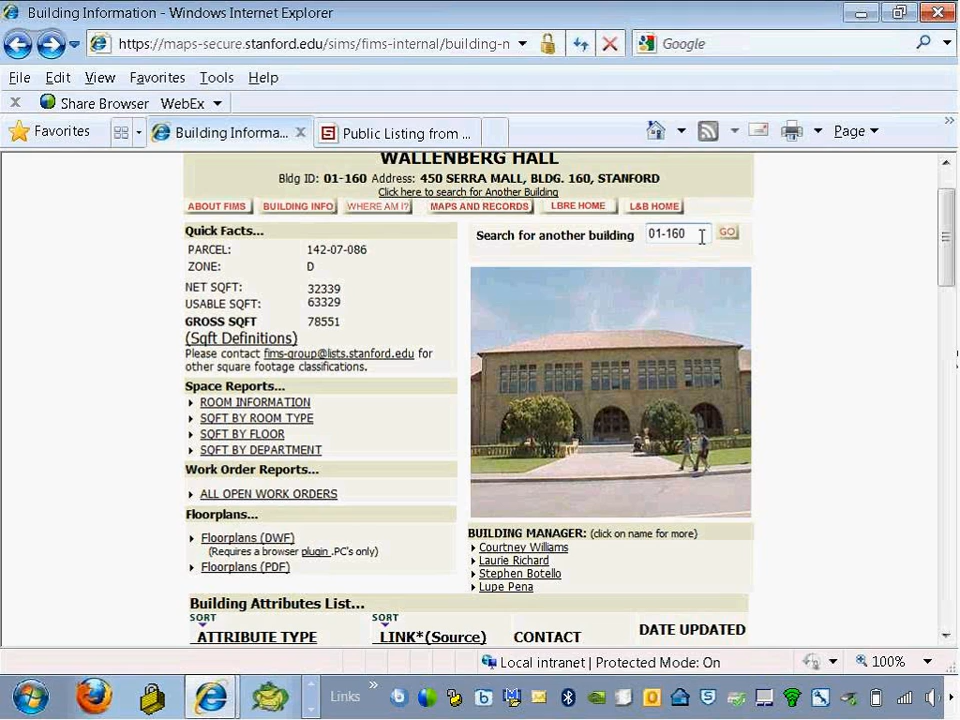 Building Information - Windows Internet Explorer
https://maps-secure.stanford.edu/sims/fims-internal/building-n
Google
File Edit View Favorites Tools Help
x Share Browser WebEx
Favorites
Building Informa... x
Public Listing from ...
Page
WALLENBERG HALL
Bldg ID: 01-160 Address: 450 SERRA MALL, BLDG. 160, STANFORD
Click here to search for Another Building
ABOUT FIMS BUILDING INFO WHERE AM I? MAPS AND RECORDS LBRE HOME L&B HOME
Quick Facts...
PARCEL: 142-07-086
ZONE: D
NET SQFT: 32339
USABLE SQFT: 63329
GROSS SQFT 78551
(Sqft Definitions)
Please contact fims-group@lists.stanford.edu for
other square footage classifications.
Space Reports...
ROOM INFORMATION
SQFT BY ROOM TYPE
SQFT BY FLOOR
SQFT BY DEPARTMENT
Work Order Reports...
ALL OPEN WORK ORDERS
Floorplans...
Floorplans (DWF)
(Requires a browser plugin .PC's only)
Floorplans (PDF)
Search for another building 01-160 GO
BUILDING MANAGER: (click on name for more)
Courtney Williams
Laurie Richard
Stephen Botello
Lupe Pena
Building Attributes List...
SORT SORT
ATTRIBUTE TYPE LINK*(Source) CONTACT DATE UPDATED
Local intranet | Protected Mode: On
100%
Links